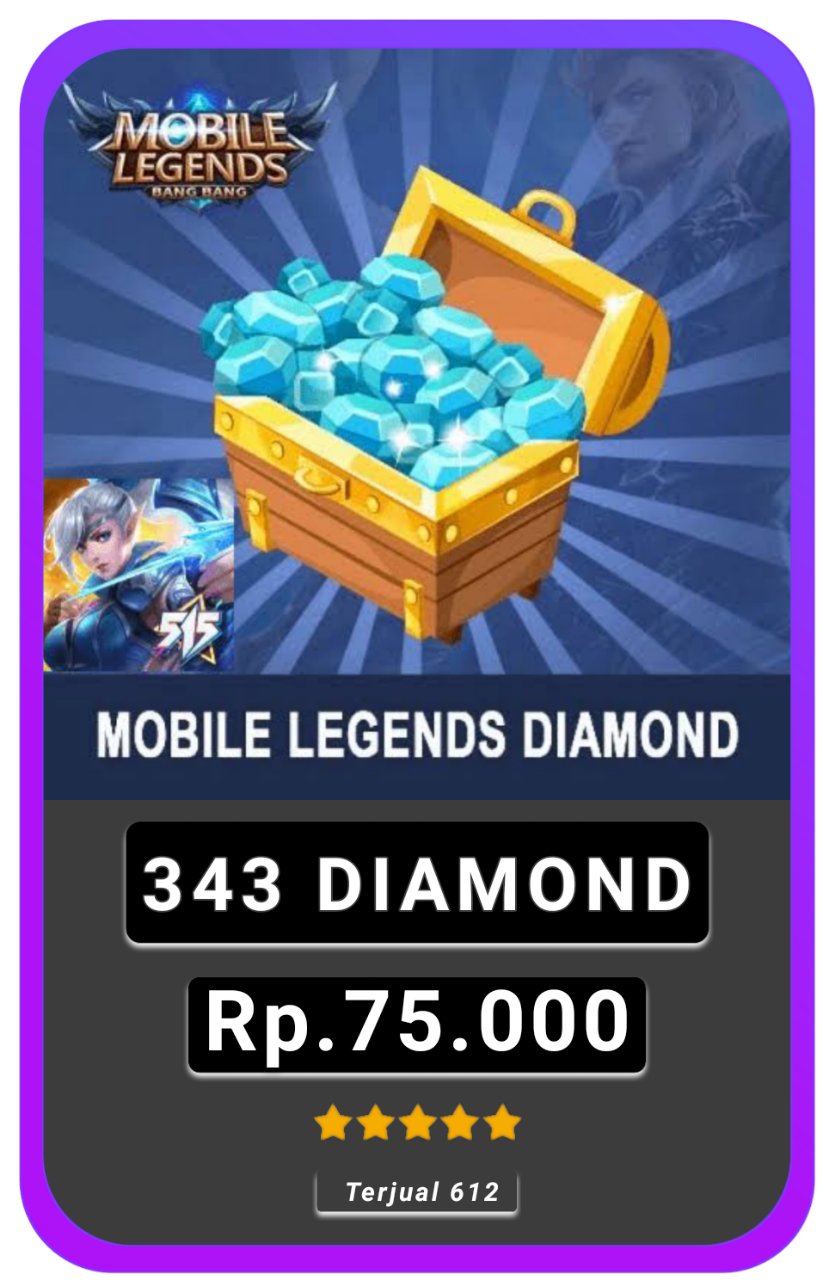 MOBILE
LEGENDS
BANG BANG
515
MOBILE LEGENDS DIAMOND
343 DIAMOND
Rp.75.000
Terjual 612